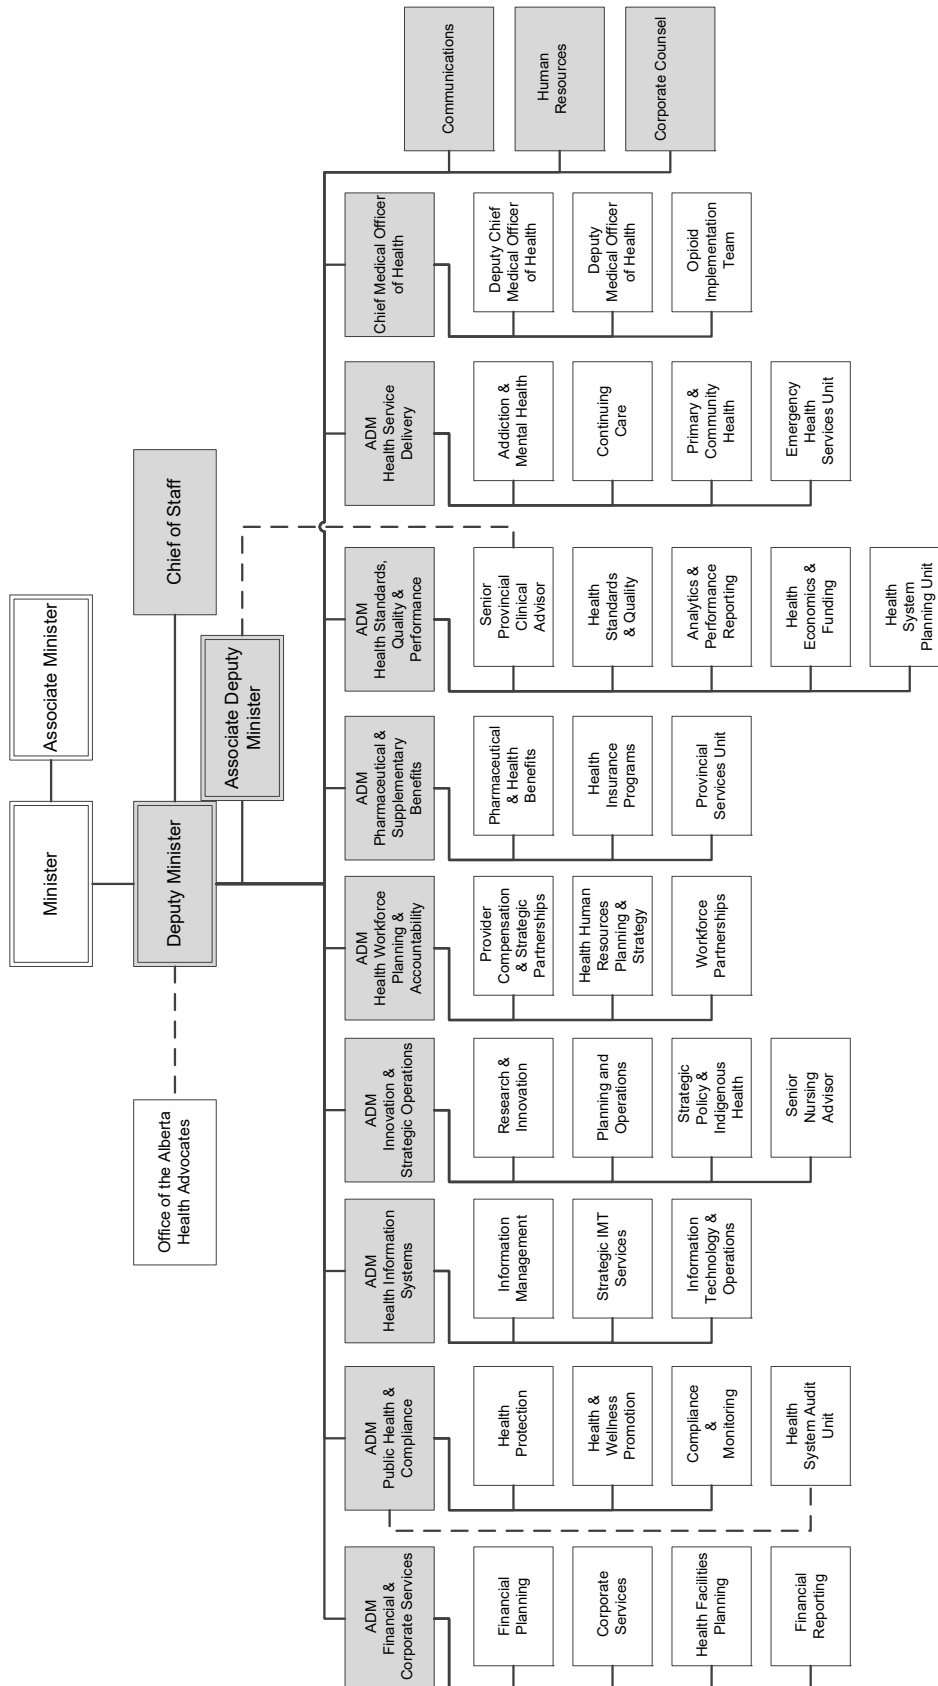 Minister
Associate Minister
Office of the Alberta
Health Advocates
Deputy Minister
Chief of Staff
Associate Deputy
Minister
ADM
Financial &
Corporate Services
Financial
Planning
Corporate
Services
Health Facilities
Planning
Financial
Reporting
ADM
Public Health &
Compliance
Health
Protection
Health &
Wellness
Promotion
Compliance
&
Monitoring
Health
System Audit
Unit
ADM
Health Information
Systems
Information
Management
Strategic IMT
Services
Information
Technology &
Operations
ADM
Innovation &
Strategic Operations
Research &
Innovation
Planning and
Operations
Strategic
Policy &
Indigenous
Health
Senior
Nursing
Advisor
ADM
Health Workforce
Planning &
Accountability
Provider
Compensation
& Strategic
Partnerships
Health Human
Resources
Planning &
Strategy
Workforce
Partnerships
ADM
Pharmaceutical &
Supplementary
Benefits
Pharmaceutical
& Health
Benefits
Health
Insurance
Programs
Provincial
Services Unit
ADM
Health Standards,
Quality &
Performance
Senior
Provincial
Clinical
Advisor
Health
Standards
& Quality
Analytics &
Performance
Reporting
Health
Economics &
Funding
Health
System
Planning Unit
ADM
Health Service
Delivery
Addiction &
Mental Health
Continuing
Care
Primary &
Community
Health
Emergency
Health
Services Unit
Chief Medical Officer
of Health
Deputy Chief
Medical Officer
of Health
Deputy
Medical Officer
of Health
Opioid
Implementation
Team
Communications
Human
Resources
Corporate Counsel